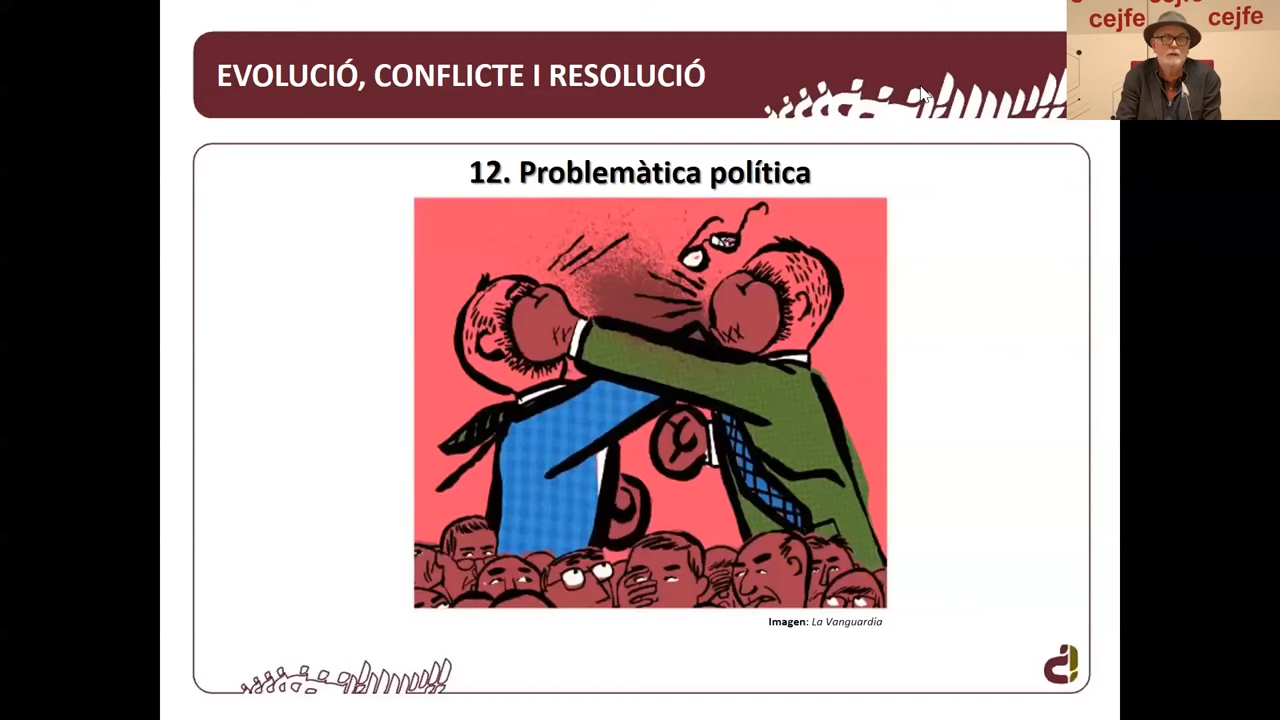 EVOLUCIÓ, CONFLICTE I RESOLUCIÓ
cejfe
cejfe
12. Problemàtica política
Imagen: La Vanguardia